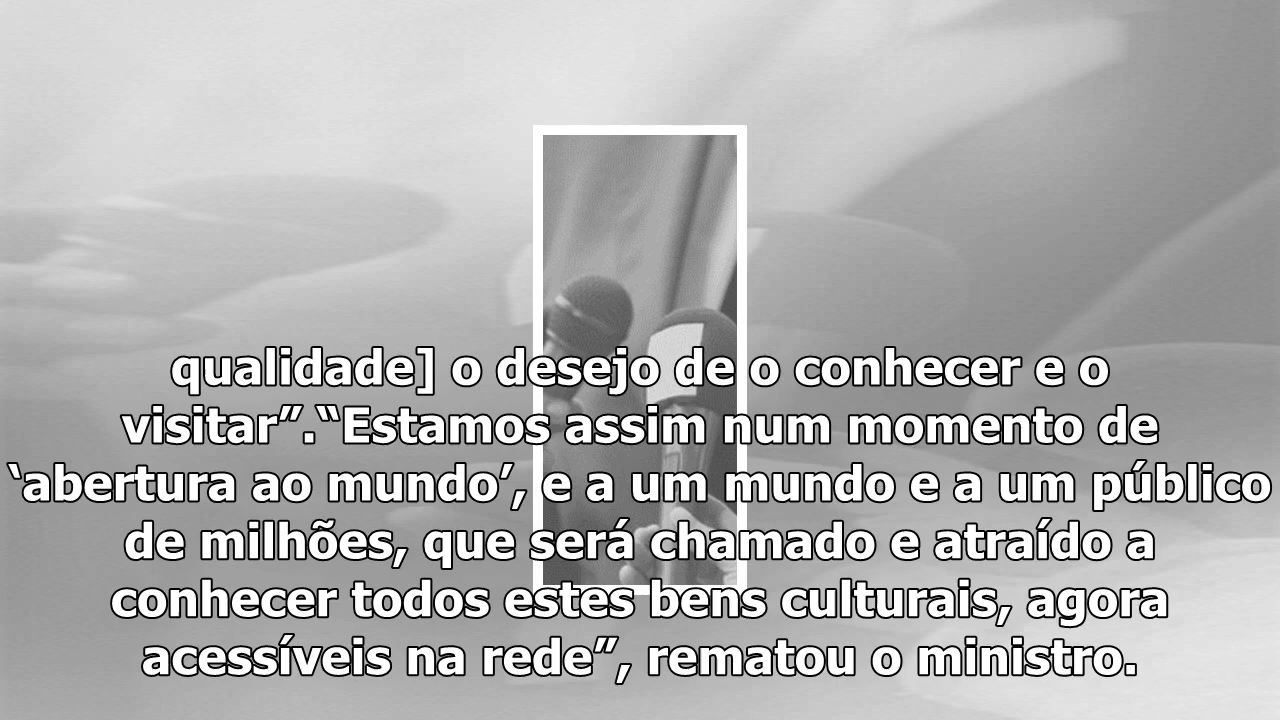 qualidade] o desejo de o conhecer e o
visitar”.“Estamos assim num momento de
‘abertura ao mundo’, e a um mundo e a um público
de milhões, que será chamado e atraído a
conhecer todos estes bens culturais, agora
acessíveis na rede”, rematou o ministro.